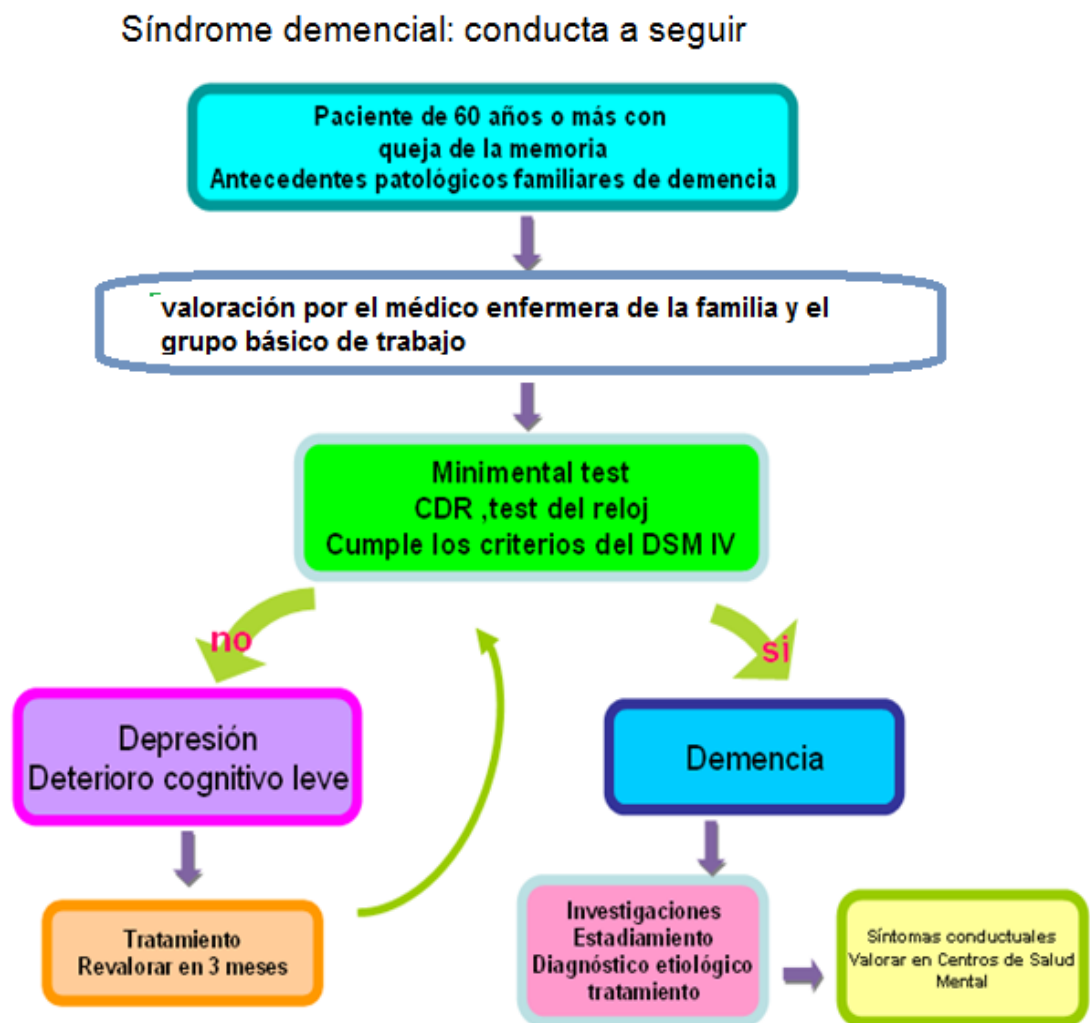 Síndrome demencial: conducta a seguir
Paciente de 60 años o más con
queja de la memoria
Antecedentes patológicos familiares de demencia
valoración por el médico enfermera de la familia y el
grupo básico de trabajo
Minimental test
CDR ,test del reloj
Cumple los criterios del DSM IV
no
si
Depresión
Deterioro cognitivo leve
Demencia
Tratamiento
Revalorar en 3 meses
Investigaciones
Estadiamiento
Diagnóstico etiológico
tratamiento
Síntomas conductuales
Valorar en Centros de Salud
Mental